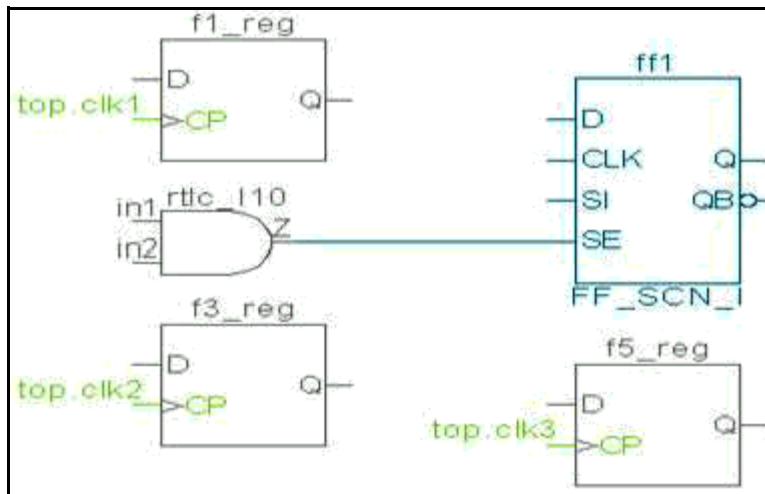 f1_reg
D
top.clk1
CP
Q
ff1
D
CLK
Q
SI
QB
SE
FF_SCN_I
rtlc_I10
in1
in2
Z
f3_reg
D
top.clk2
CP
Q
f5_reg
D
top.clk3
CP
Q